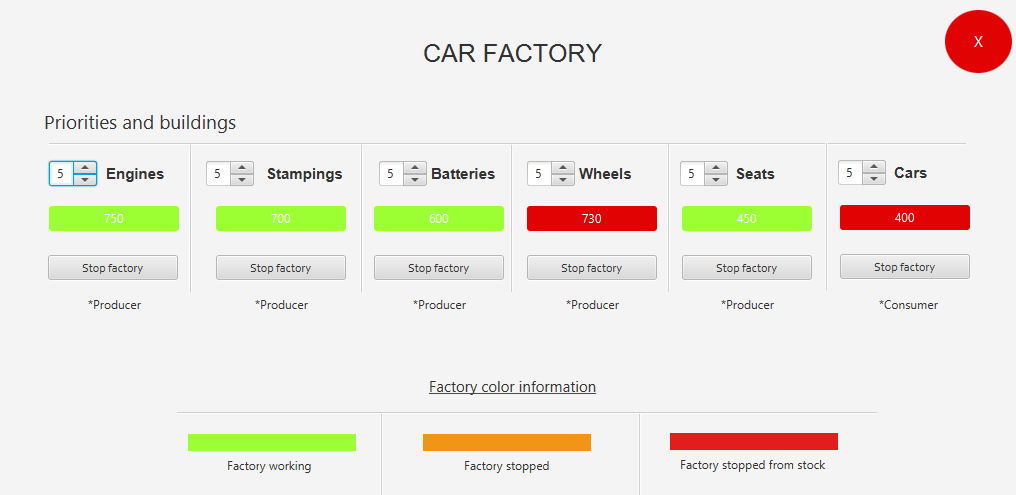 CAR FACTORY
X
Priorities and buildings
5 Engines 5 Stampings 5 Batteries 5 Wheels 5 Seats 5 Cars
750 700 600 730 450 400
Stop factory Stop factory Stop factory Stop factory Stop factory Stop factory
*Producer *Producer *Producer *Producer *Producer *Consumer
Factory color information
Factory working Factory stopped Factory stopped from stock